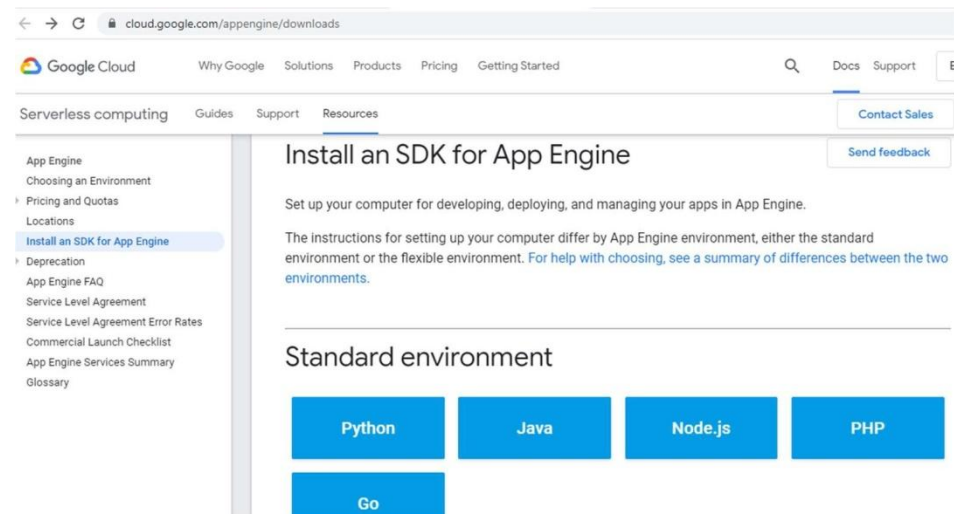 cloud.google.com/appengine/downloads
Google Cloud Why Google Solutions Products Pricing Getting Started Docs Support
Serverless computing Guides Support Resources Contact Sales
Send feedback
App Engine
Choosing an Environment
Pricing and Quotas
Locations
Install an SDK for App Engine
Deprecation
App Engine FAQ
Service Level Agreement
Service Level Agreement Error Rates
Commercial Launch Checklist
App Engine Services Summary
Glossary
Install an SDK for App Engine
Set up your computer for developing, deploying, and managing your apps in App Engine.
The instructions for setting up your computer differ by App Engine environment, either the standard
environment or the flexible environment. For help with choosing, see a summary of differences between the two
environments.
Standard environment
Python Java Node.js PHP
Go